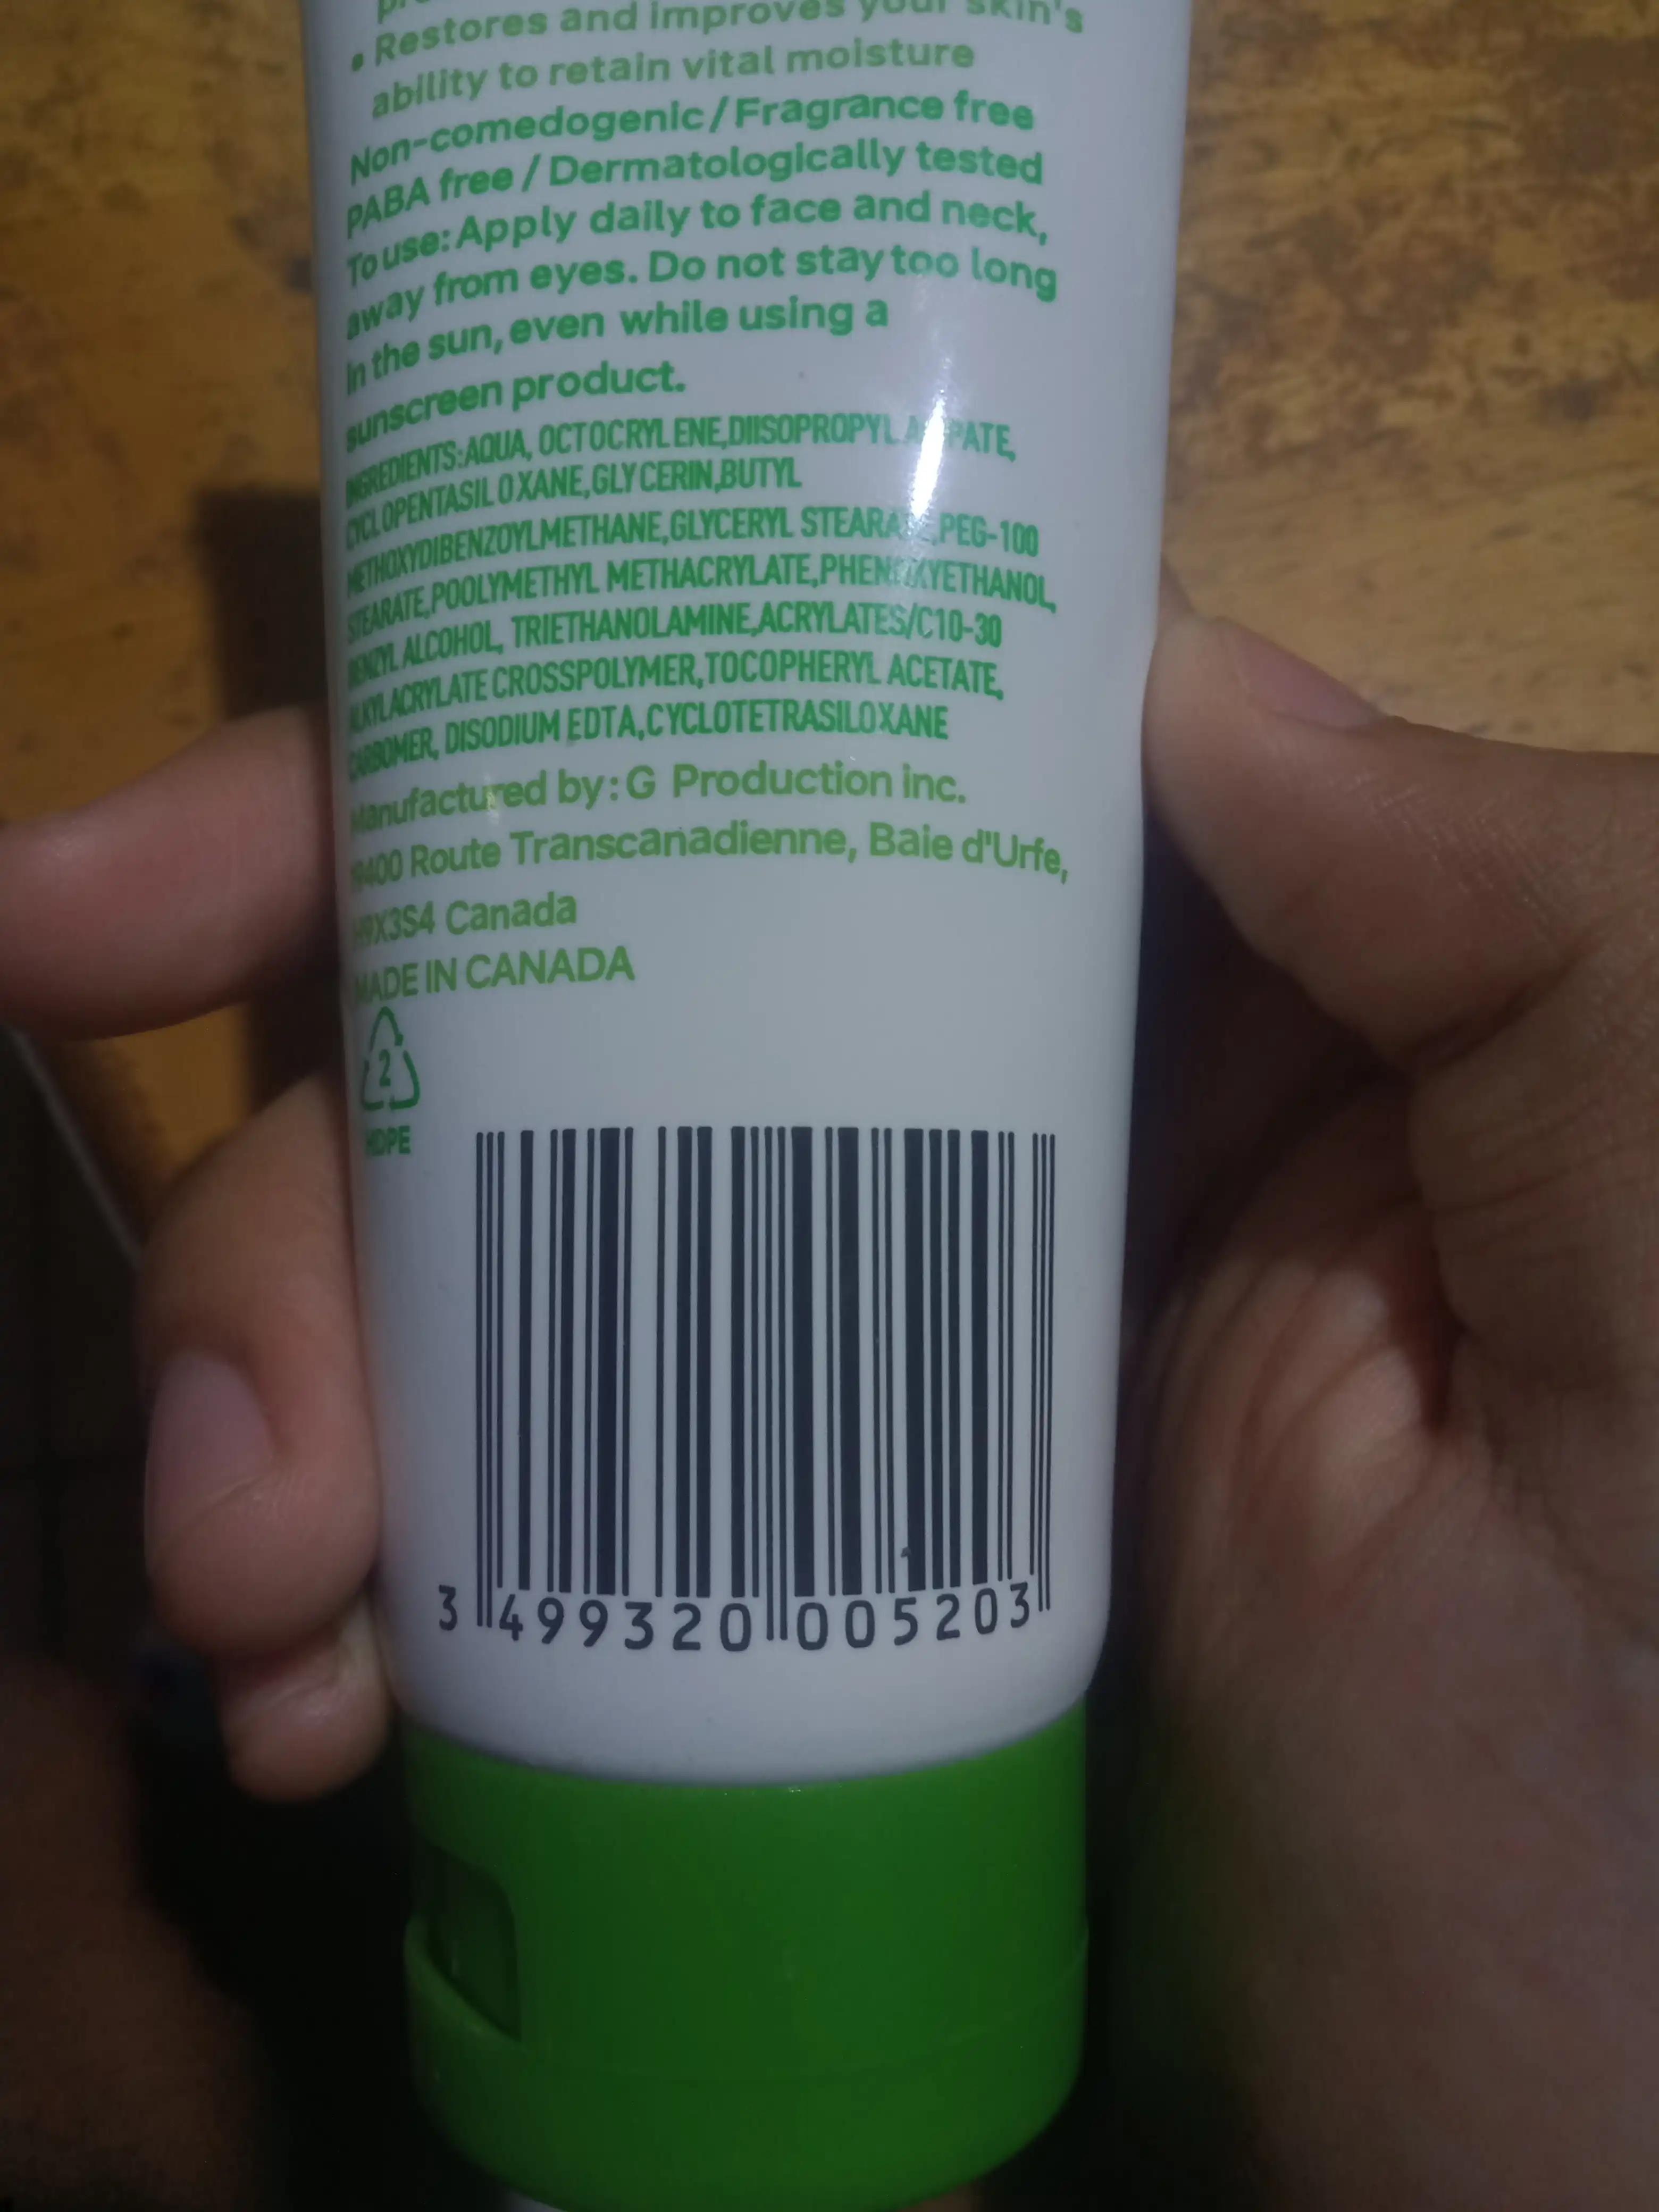 • Restores and improves your skin's
ability to retain vital moisture
Non-comedogenic / Fragrance free
PABA free / Dermatologically tested
To use: Apply daily to face and neck,
away from eyes. Do not stay too long
In the sun, even while using a
sunscreen product.
INGREDIENTS:AQUA, OCTOCRYLENE,DIISOPROPYL
CYCLOPENTASILOXANE,GLYCERIN,BUTYL
METHOXYDIBENZOYLMETHANE,GLYCERYL STEARATE,PEG-100
STEARATE,POOLYMETHYL METHACRYLATE,PHENOXYETHANOL,
BENZYL ALCOHOL, TRIETHANOLAMINE,ACRYLATES/C10-30
ALKYLACRYLATE CROSSPOLYMER,TOCOPHERYL ACETATE,
CARBOMER, DISODIUM EDTA,CYCLOTETRASILOXANE
Manufactured by: G Production inc.
19400 Route Transcanadienne, Baie d'Urfe,
H9X3S4 Canada
MADE IN CANADA
2
HDPE
3 499320 005203